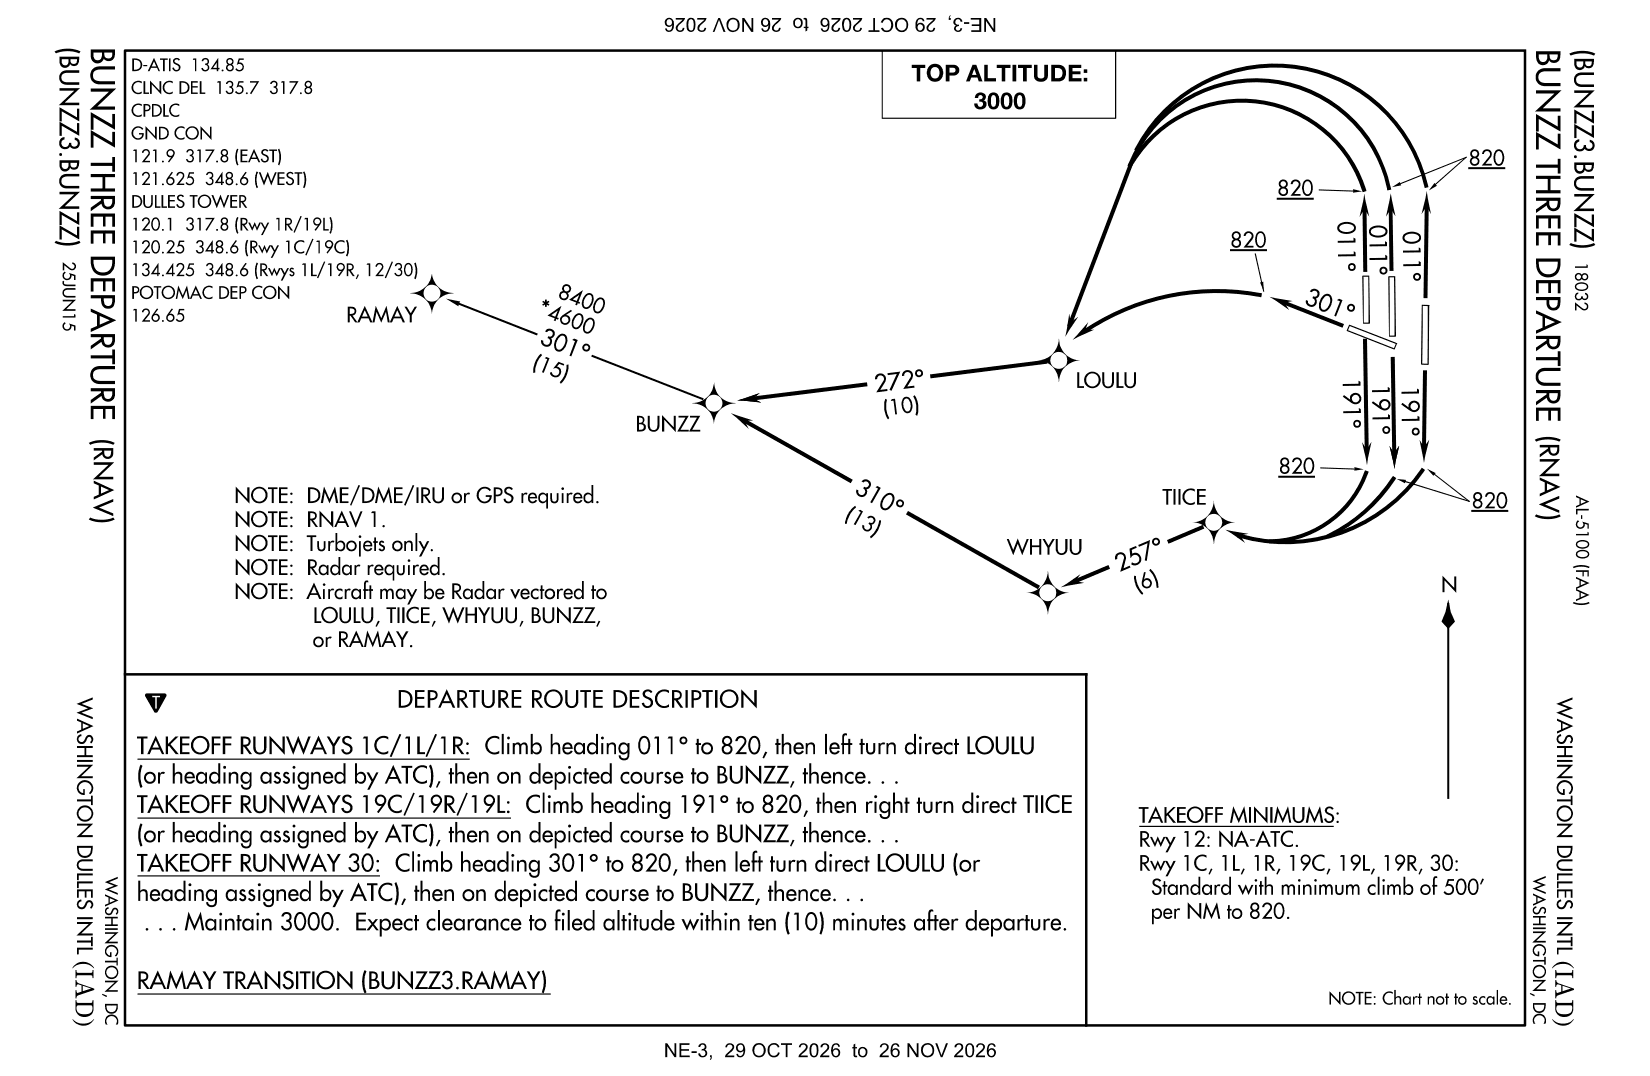 NE-3, 29 OCT 2026 to 26 NOV 2026
(BUNZZ3.BUNZZ) 25JUN15
BUNZZ THREE DEPARTURE (RNAV)
WASHINGTON DULLES INTL (IAD)
WASHINGTON, DC
D-ATIS 134.85
CLNC DEL 135.7 317.8
CPDLC
GND CON
121.9 317.8 (EAST)
121.625 348.6 (WEST)
DULLES TOWER
120.1 317.8 (Rwy 1R/19L)
120.25 348.6 (Rwy 1C/19C)
134.425 348.6 (Rwys 1L/19R, 12/30)
POTOMAC DEP CON
126.65
TOP ALTITUDE:
3000
820
820
011°
011°
011°
820
301°
RAMAY
8400
*4600
301°
(15)
BUNZZ
272°
(10)
LOULU
191°
191°
191°
820
820
310°
(13)
TIICE
WHYUU
257°
(6)
NOTE: DME/DME/IRU or GPS required.
NOTE: RNAV 1.
NOTE: Turbojets only.
NOTE: Radar required.
NOTE: Aircraft may be Radar vectored to
LOULU, TIICE, WHYUU, BUNZZ,
or RAMAY.
N
T
DEPARTURE ROUTE DESCRIPTION
TAKEOFF RUNWAYS 1C/1L/1R: Climb heading 011° to 820, then left turn direct LOULU
(or heading assigned by ATC), then on depicted course to BUNZZ, thence. . .
TAKEOFF RUNWAYS 19C/19R/19L: Climb heading 191° to 820, then right turn direct TIICE
(or heading assigned by ATC), then on depicted course to BUNZZ, thence. . .
TAKEOFF RUNWAY 30: Climb heading 301° to 820, then left turn direct LOULU (or
heading assigned by ATC), then on depicted course to BUNZZ, thence. . .
. . . Maintain 3000. Expect clearance to filed altitude within ten (10) minutes after departure.
RAMAY TRANSITION (BUNZZ3.RAMAY)
TAKEOFF MINIMUMS:
Rwy 12: NA-ATC.
Rwy 1C, 1L, 1R, 19C, 19L, 19R, 30:
Standard with minimum climb of 500'
per NM to 820.
NOTE: Chart not to scale.
(BUNZZ3.BUNZZ) 18032
BUNZZ THREE DEPARTURE (RNAV)
AL-5100 (FAA)
WASHINGTON DULLES INTL (IAD)
WASHINGTON, DC
NE-3, 29 OCT 2026 to 26 NOV 2026